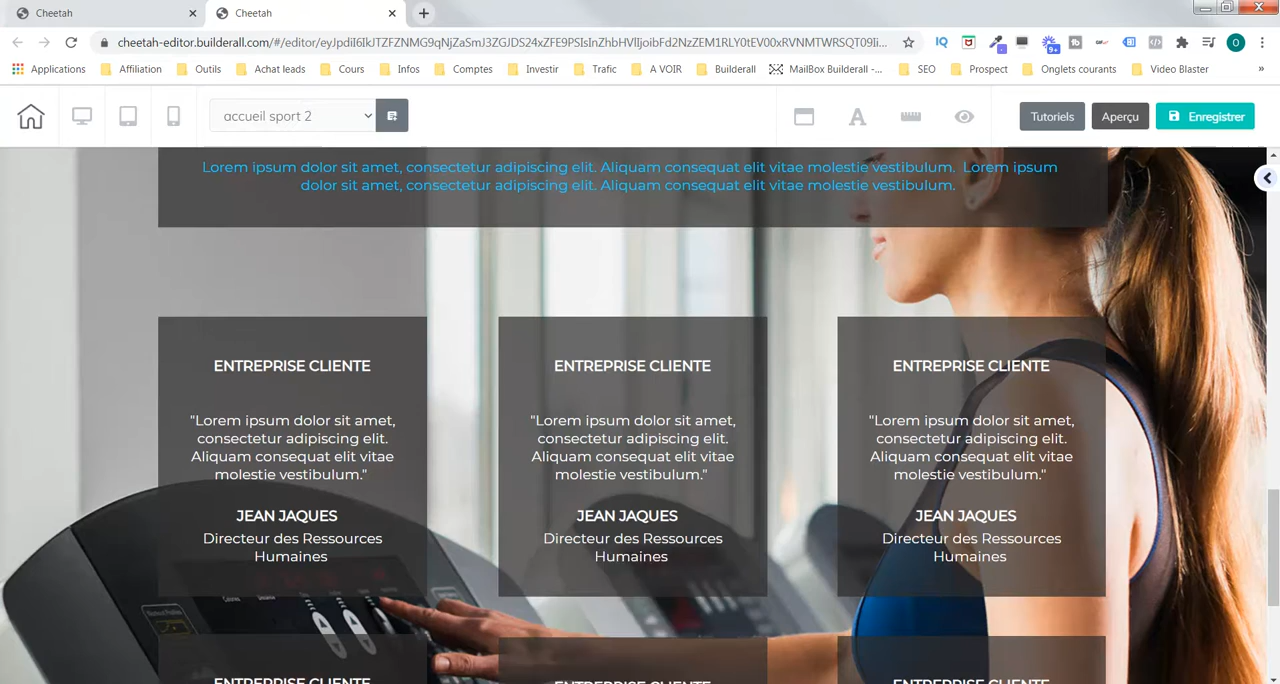 Cheetah
Cheetah
Applications
Affiliation
Outils
Achat leads
Cours
Infos
Comptes
Investir
Trafic
A VOIR
Builderall
MailBox Builderall -...
SEO
Prospect
Onglets courants
Video Blaster
»
accueil sport 2
Tutoriels
Aperçu
Enregistrer
Lorem ipsum dolor sit amet, consectetur adipiscing elit. Aliquam consequat elit vitae molestie vestibulum. Lorem ipsum
dolor sit amet, consectetur adipiscing elit. Aliquam consequat elit vitae molestie vestibulum.
ENTREPRISE CLIENTE
"Lorem ipsum dolor sit amet,
consectetur adipiscing elit.
Aliquam consequat elit vitae
molestie vestibulum."
JEAN JAQUES
Directeur des Ressources
Humaines
ENTREPRISE CLIENTE
"Lorem ipsum dolor sit amet,
consectetur adipiscing elit.
Aliquam consequat elit vitae
molestie vestibulum."
JEAN JAQUES
Directeur des Ressources
Humaines
ENTREPRISE CLIENTE
"Lorem ipsum dolor sit amet,
consectetur adipiscing elit.
Aliquam consequat elit vitae
molestie vestibulum."
JEAN JAQUES
Directeur des Ressources
Humaines
ENTREPRISE CLIENTE
ENTREPRISE CLIENTE
ENTREPRISE CLIENTE